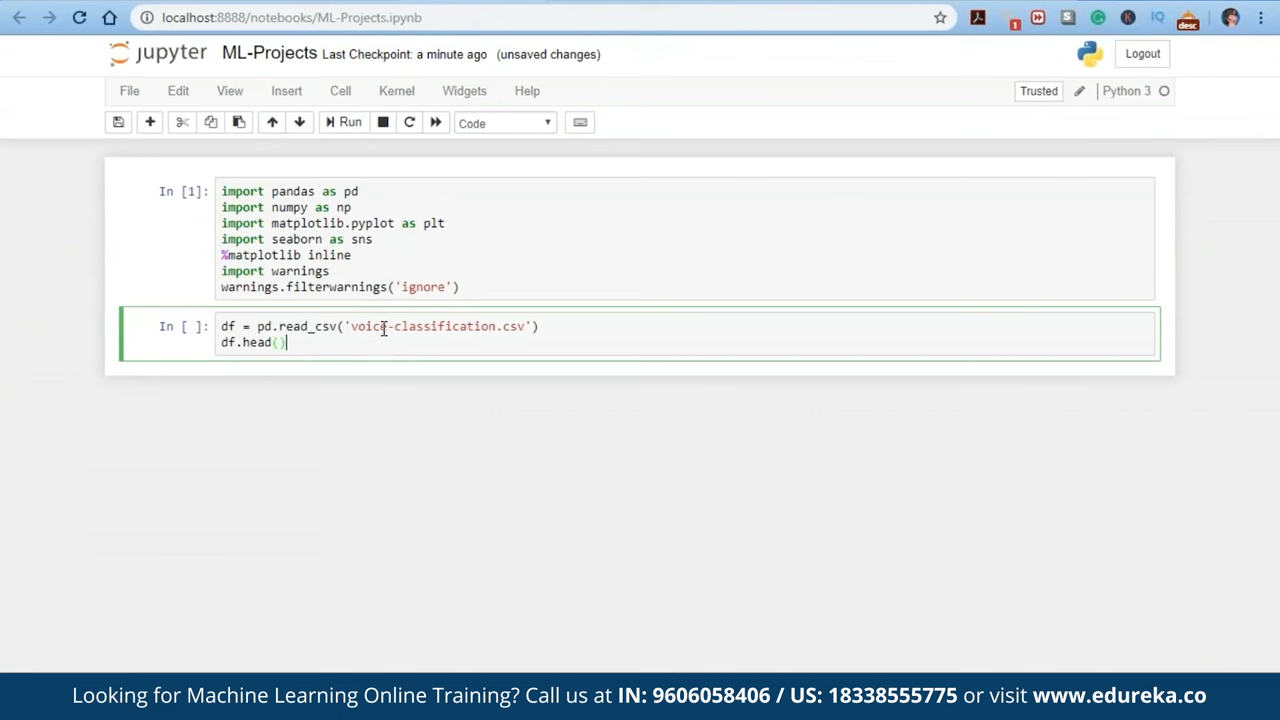 localhost:8888/notebooks/ML-Projects.ipynb
1
IQ
desc
jupyter ML-Projects Last Checkpoint: a minute ago (unsaved changes)
Logout
File Edit View Insert Cell Kernel Widgets Help
Trusted Python 3
Run
Code
In [1]:
import pandas as pd
import numpy as np
import matplotlib.pyplot as plt
import seaborn as sns
%matplotlib inline
import warnings
warnings.filterwarnings('ignore')
In [ ]:
df = pd.read_csv('voice-classification.csv')
df.head()
Looking for Machine Learning Online Training? Call us at IN: 9606058406 / US: 18338555775 or visit www.edureka.co